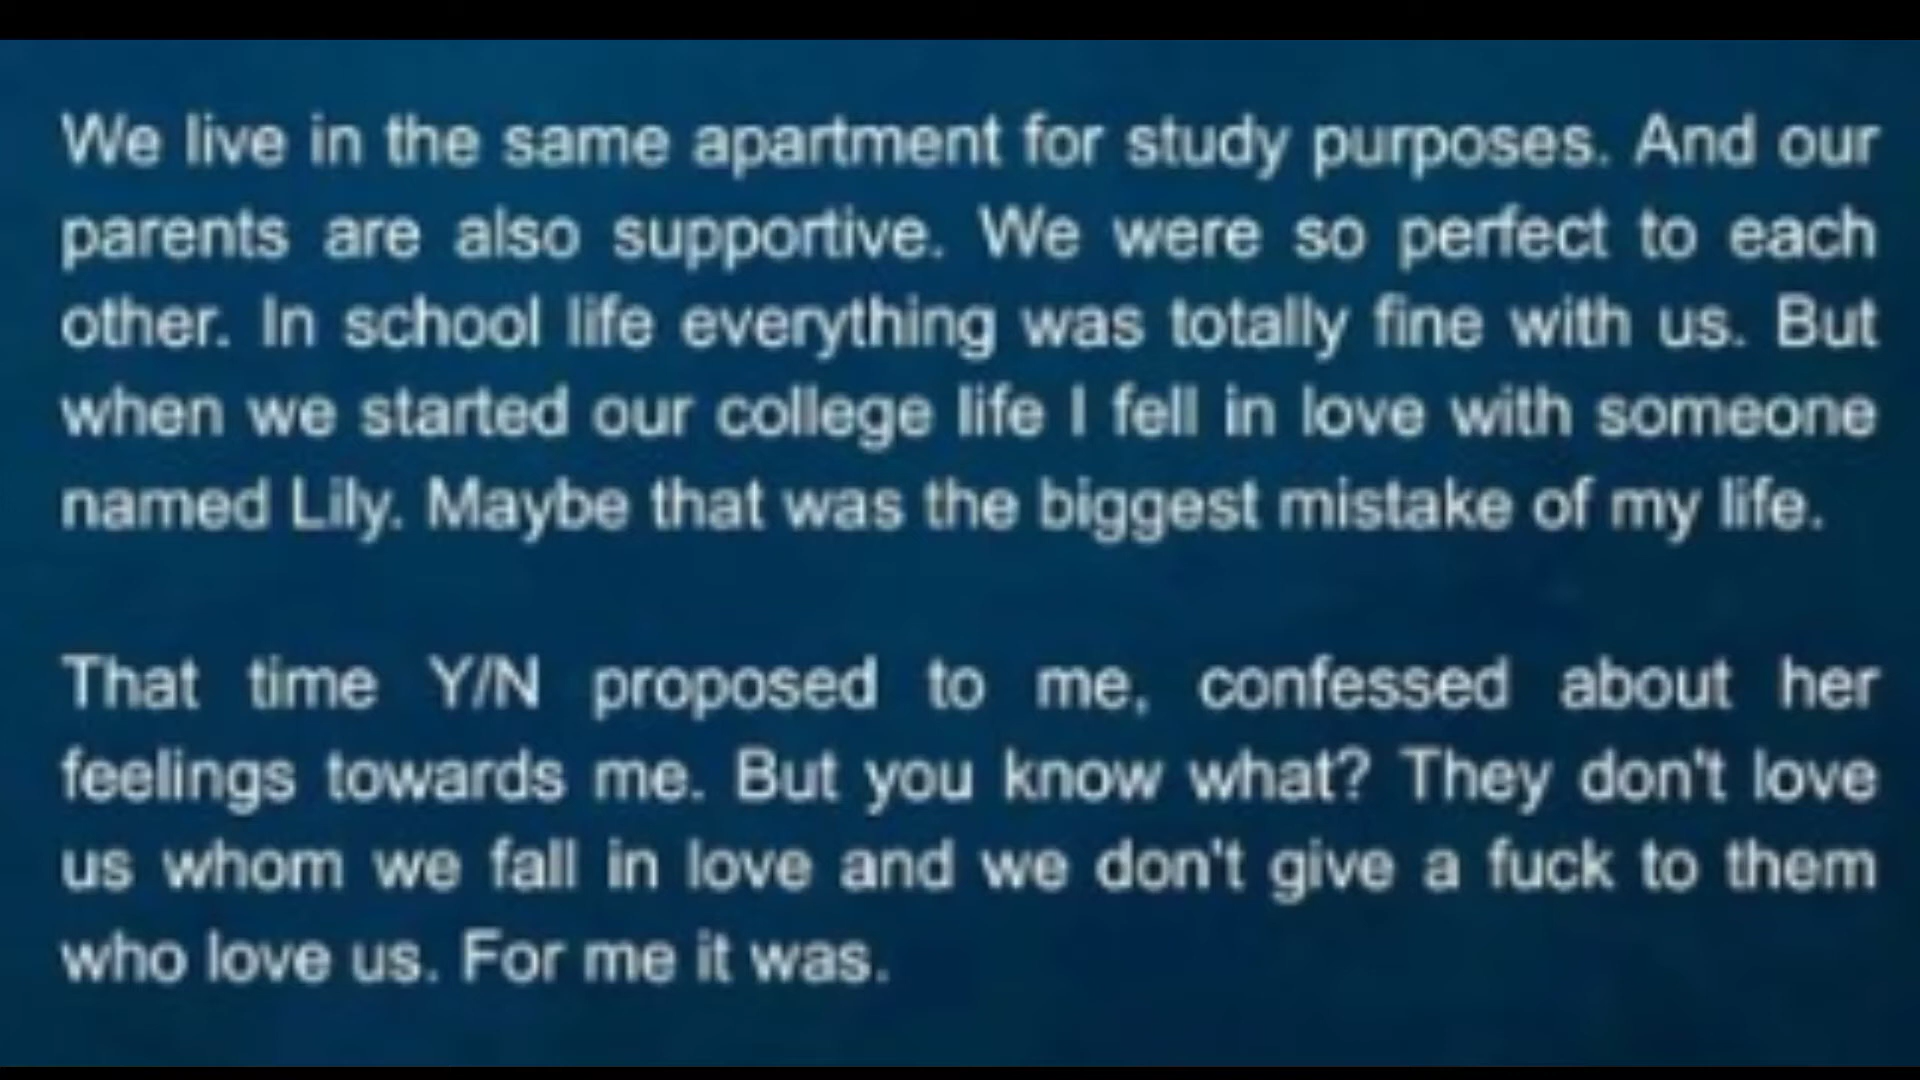 We live in the same apartment for study purposes. And our
parents are also supportive. We were so perfect to each
other. In school life everything was totally fine with us. But
when we started our college life I fell in love with someone
named Lily. Maybe that was the biggest mistake of my life.
That time Y/N proposed to me, confessed about her
feelings towards me. But you know what? They don't love
us whom we fall in love and we don't give a fuck to them
who love us. For me it was.